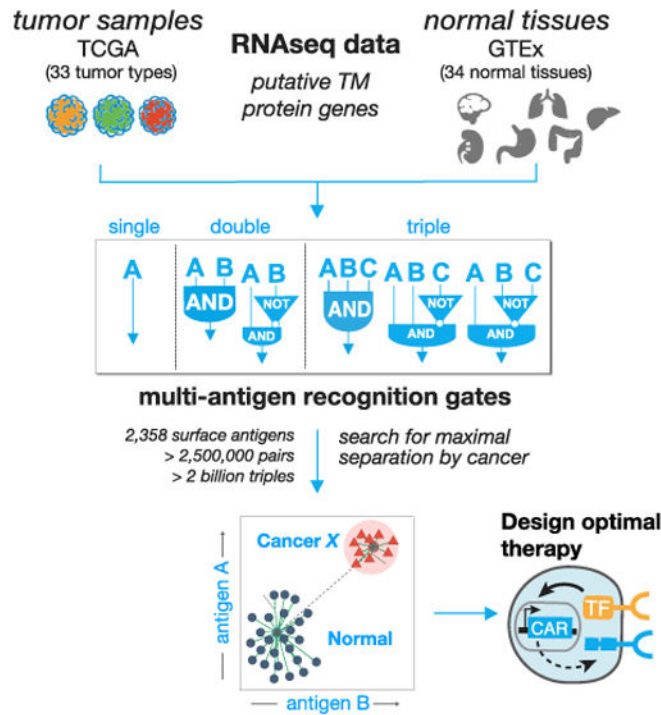 tumor samples
TCGA
(33 tumor types)
RNAseq data
putative TM
protein genes
normal tissues
GTEx
(34 normal tissues)
single
double
triple
A
A B
AND
A B
NOT
AND
A B C
AND
A B C
NOT
AND
A B C
NOT
AND
multi-antigen recognition gates
2,358 surface antigens
> 2,500,000 pairs
> 2 billion triples
search for maximal
separation by cancer
Cancer X
Normal
antigen A
antigen B
Design optimal
therapy
TF
CAR